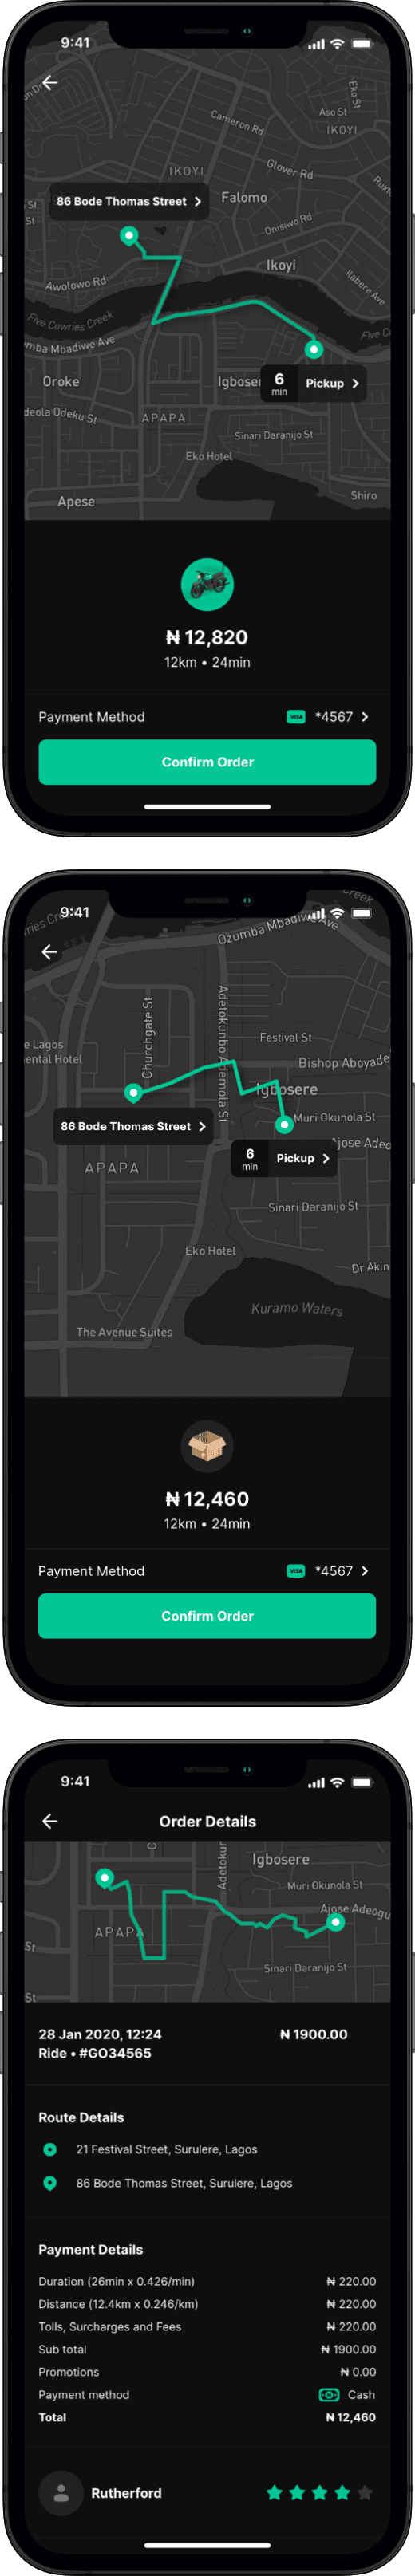 9:41
Eko St
Aso St
Cameron Rd
IKOYI
Glover Rd
IKOYI
86 Bode Thomas Street
Falomo
St
St
Onisiwo Rd
Ikoyi
Ilabere Ave
Awolowo Rd
Five Cowries Creek
Five Co
mba Mbadiwe Ave
Oroke
Igboser
6
min
Pickup
deola Odeku St
APAPA
Sinari Daranijo St
Eko Hotel
Shiro
Apese
₦ 12,820
12km • 24min
Payment Method
VISA
*4567
Confirm Order
9:41
Creek
Ozumba Mbadiwe Ave
Churchgate St
Adetokunbo Ademola St
Festival St
e Lagos
ental Hotel
Bishop Aboyade
Igbosere
86 Bode Thomas Street
Muri Okunola St
Ajose Adeo
6
min
Pickup
APAPA
Sinari Daranijo St
Eko Hotel
Dr Akin
Kuramo Waters
The Avenue Suites
₦ 12,460
12km • 24min
Payment Method
VISA
*4567
Confirm Order
9:41
Order Details
Adetokun
Igbosere
Muri Okunola St
Ajose Adeogu
APAPA
St
Sinari Daranijo St
St
28 Jan 2020, 12:24
₦ 1900.00
Ride • #GO34565
Route Details
21 Festival Street, Surulere, Lagos
86 Bode Thomas Street, Surulere, Lagos
Payment Details
Duration (26min x 0.426/min)
₦ 220.00
Distance (12.4km x 0.246/km)
₦ 220.00
Tolls, Surcharges and Fees
₦ 220.00
Sub total
₦ 1900.00
Promotions
₦ 0.00
Payment method
Cash
Total
₦ 12,460
Rutherford